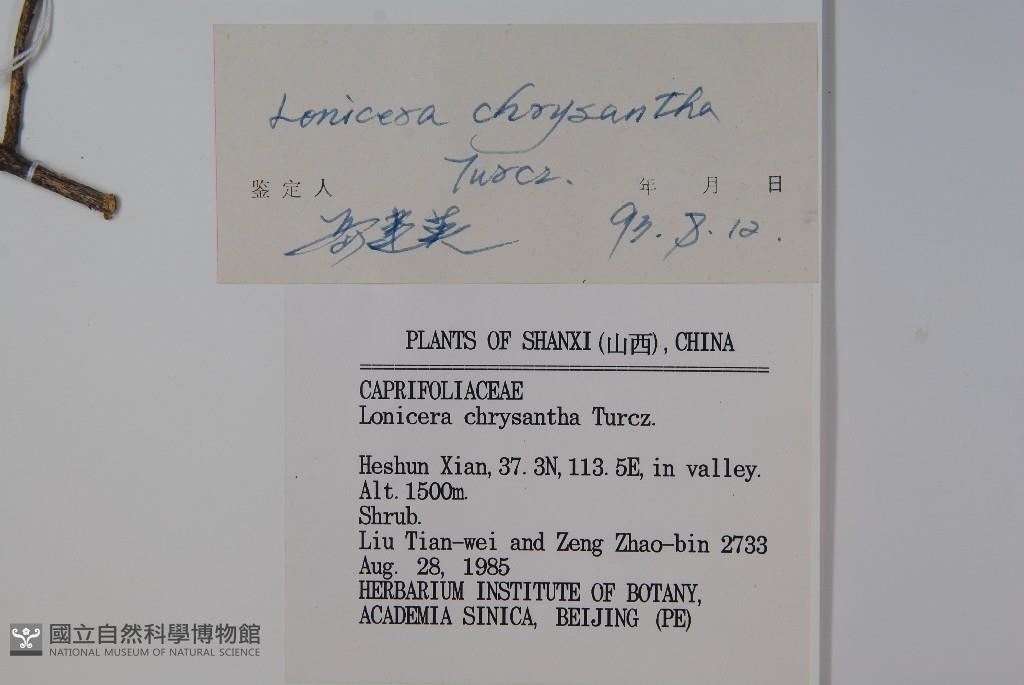 Lonicera chrysantha
Turcz.
鉴定人 年 月 日
93. 8. 12.
PLANTS OF SHANXI (山西), CHINA
CAPRIFOLIACEAE
Lonicera chrysantha Turcz.
Heshun Xian, 37. 3N, 113. 5E, in valley.
Alt. 1500m.
Shrub.
Liu Tian-wei and Zeng Zhao-bin 2733
Aug. 28, 1985
HERBARIUM INSTITUTE OF BOTANY,
ACADEMIA SINICA, BEIJING (PE)
國立自然科學博物館
NATIONAL MUSEUM OF NATURAL SCIENCE